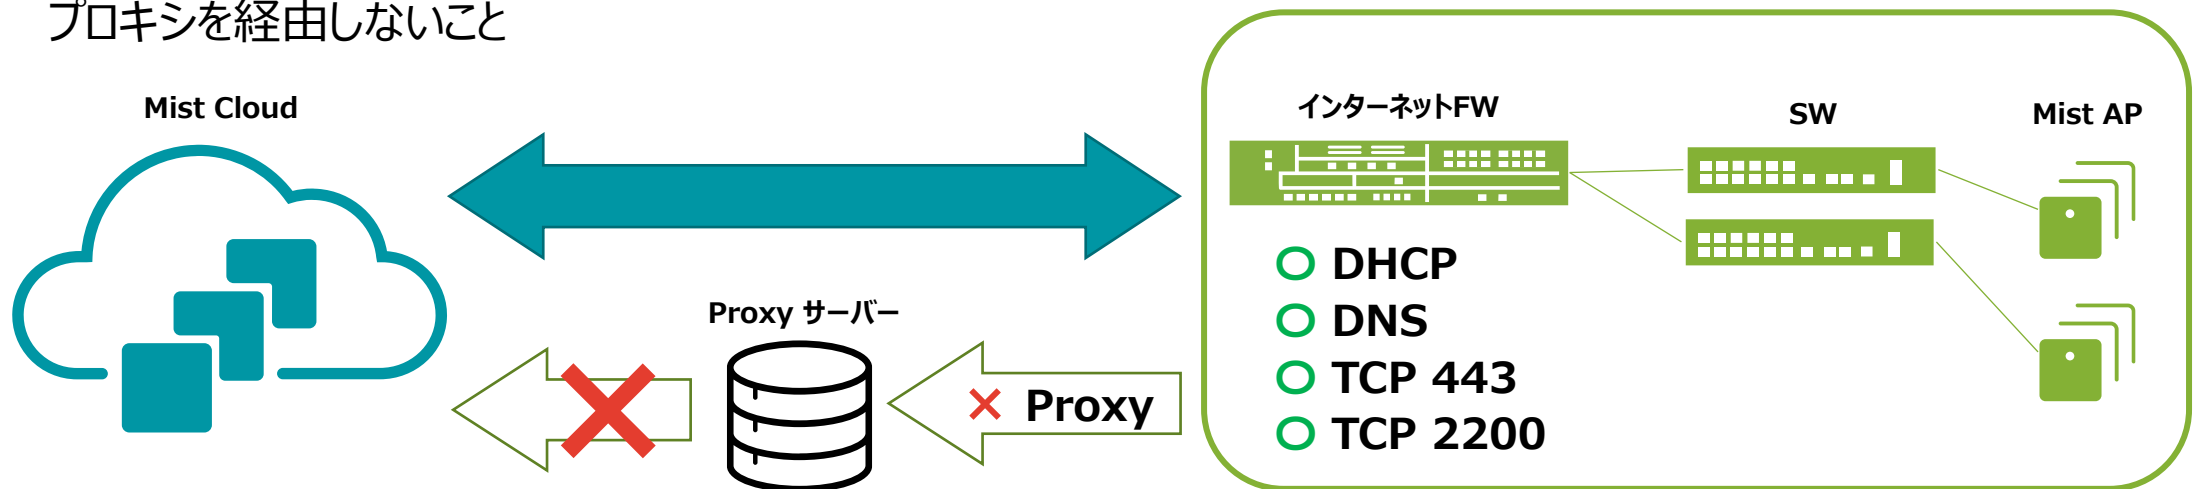 プロキシを経由しないこと
Mist Cloud
インターネットFW
SW
Mist AP
DHCP
DNS
TCP 443
TCP 2200
Proxy サーバー
× Proxy